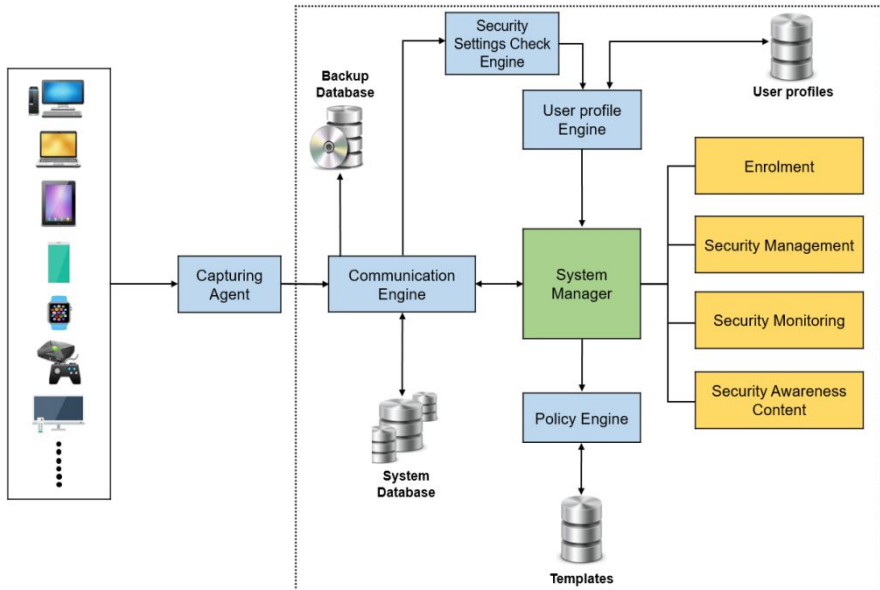 Security
Settings Check
Engine
Backup
Database
User profiles
User profile
Engine
Enrolment
Security Management
Capturing
Agent
Communication
Engine
System
Manager
Security Monitoring
Security Awareness
Content
Policy Engine
System
Database
Templates